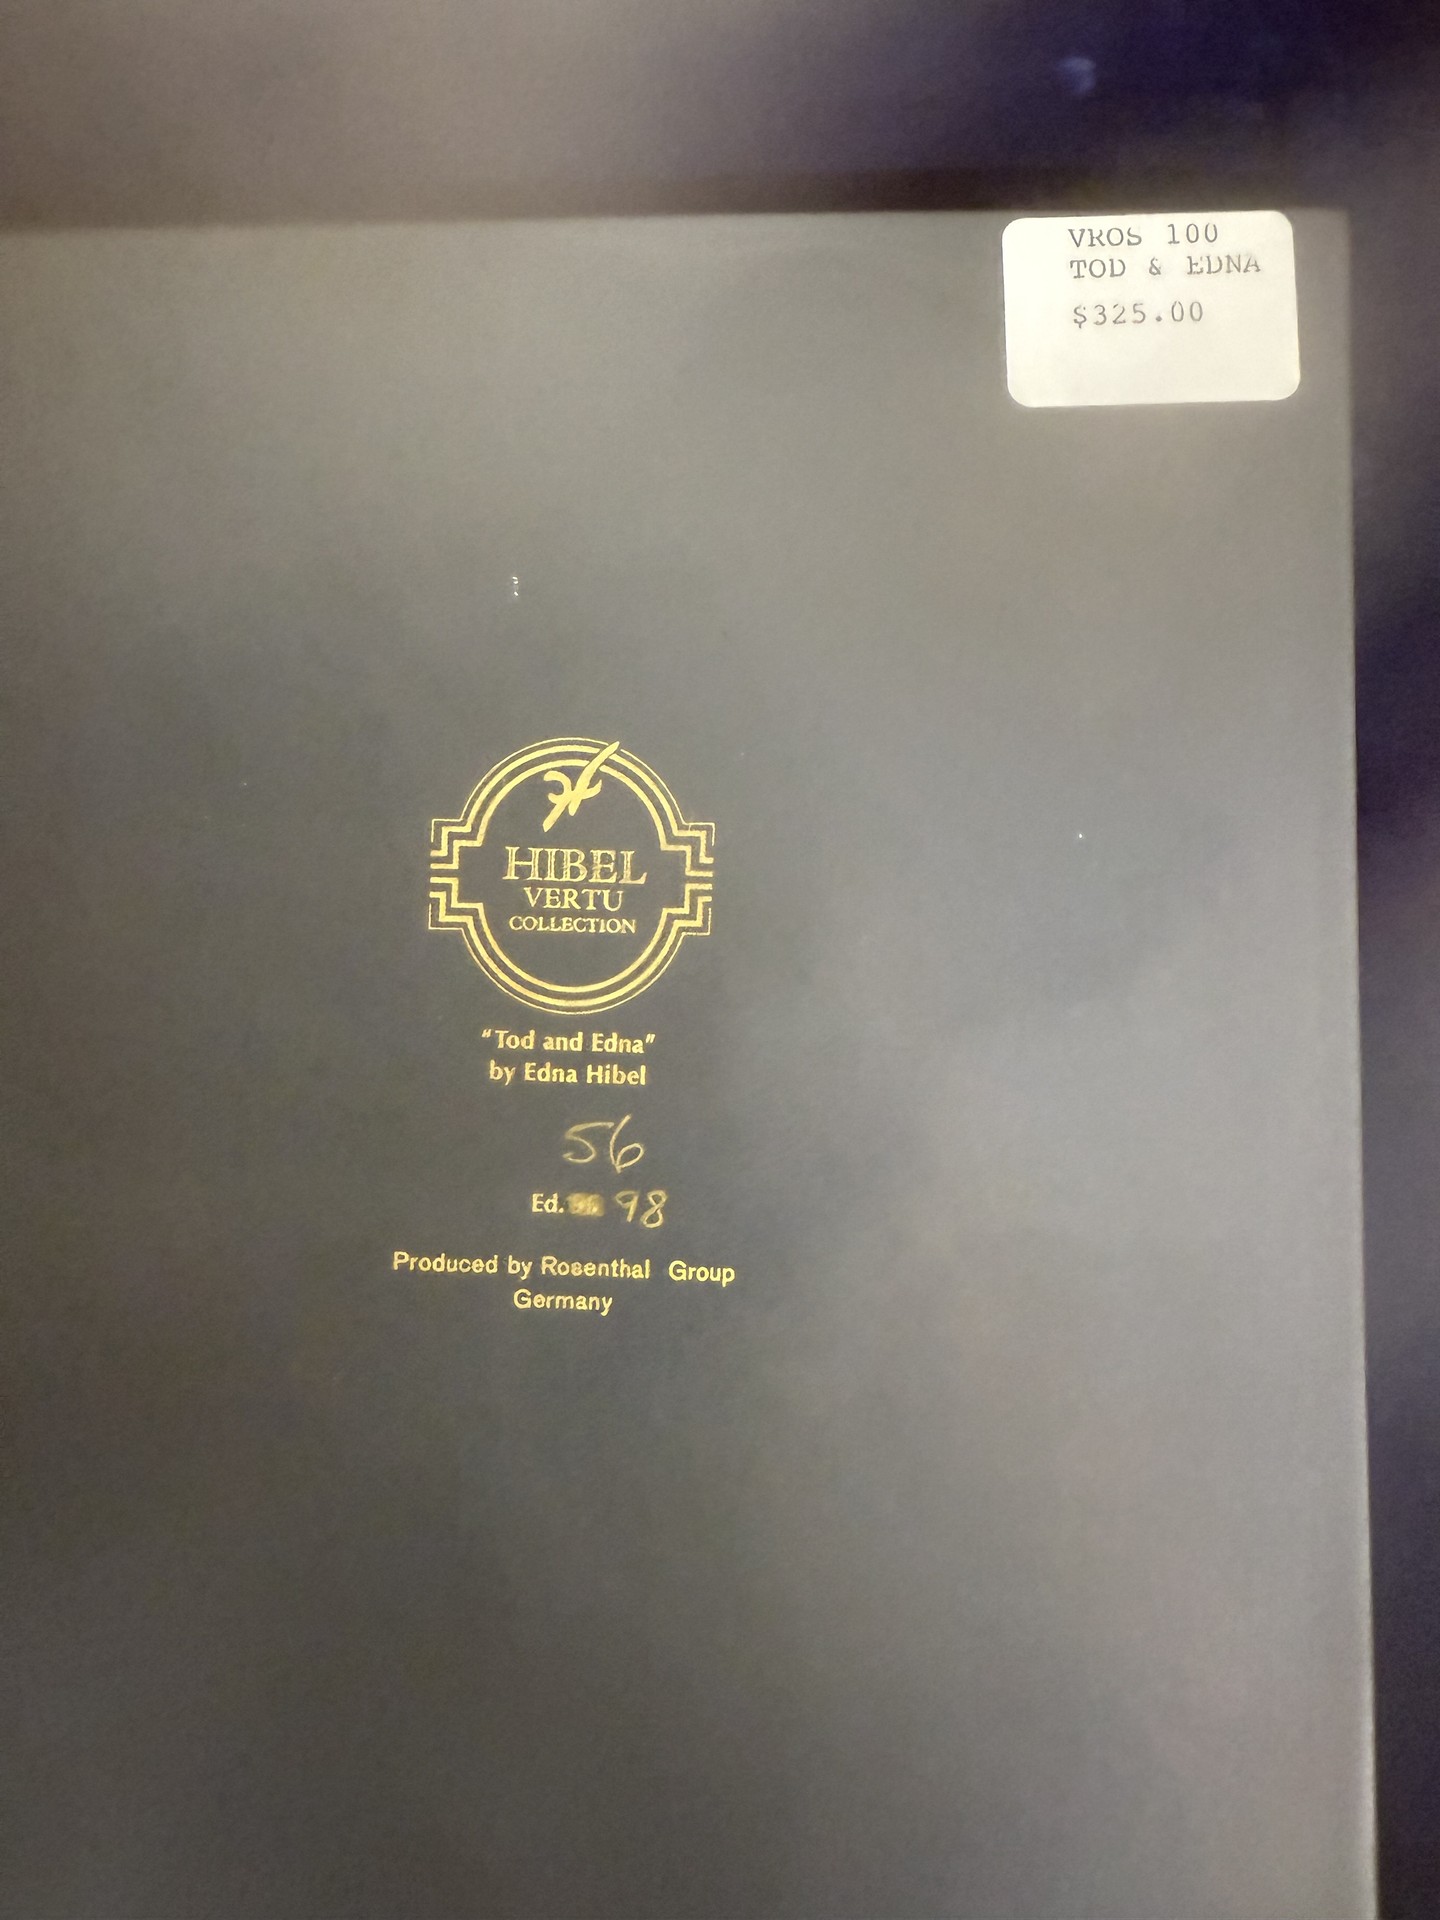 VROS 100
TOD & EDNA
$325.00
HIBEL
VERTU
COLLECTION
"Tod and Edna"
by Edna Hibel
56
Ed. 98
Produced by Rosenthal Group
Germany